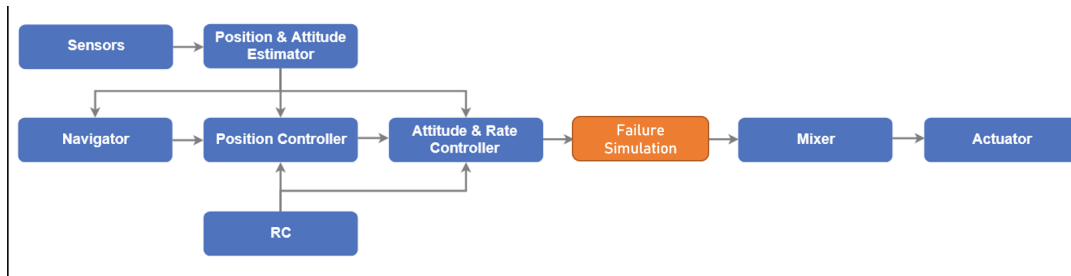 Sensors
Position & Attitude
Estimator
Navigator
Position Controller
Attitude & Rate
Controller
Failure
Simulation
Mixer
Actuator
RC